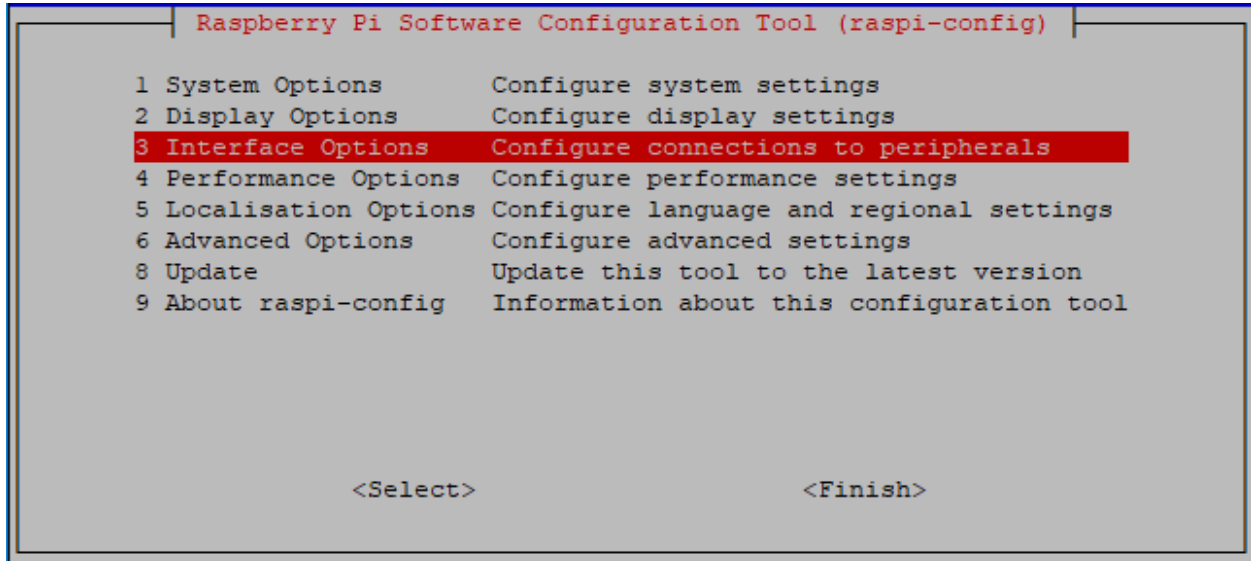 Raspberry Pi Software Configuration Tool (raspi-config)
1 System Options Configure system settings
2 Display Options Configure display settings
3 Interface Options Configure connections to peripherals
4 Performance Options Configure performance settings
5 Localisation Options Configure language and regional settings
6 Advanced Options Configure advanced settings
8 Update Update this tool to the latest version
9 About raspi-config Information about this configuration tool
<Select> <Finish>